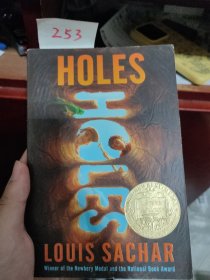 253
HOLES
HOLES
LOUIS SACHAR
Winner of the Newbery Medal and the National Book Award